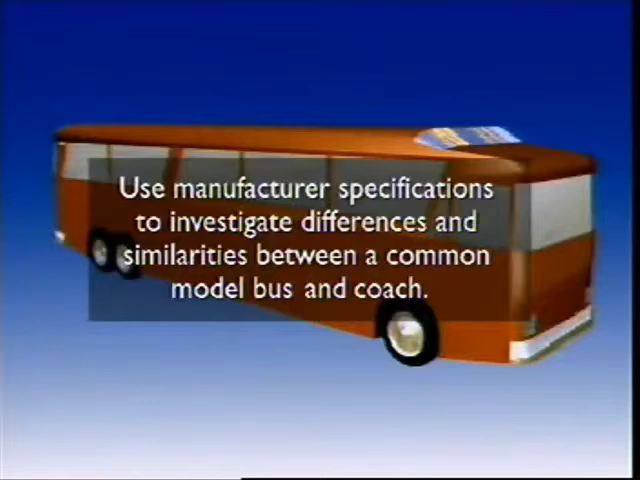 Use manufacturer specifications
to investigate differences and
similarities between a common
model bus and coach.